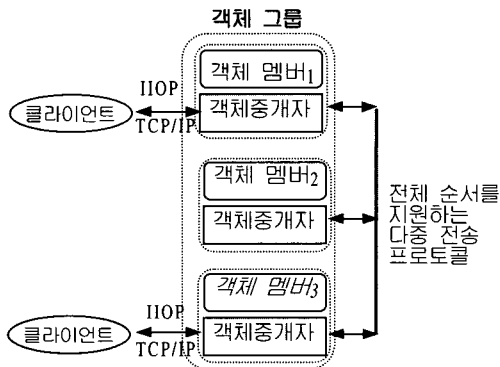 객체 그룹
객체 멤버1
IIOP
클라이언트
TCP/IP
객체중개자
객체 멤버2
객체중개자
전체 순서를
지원하는
다중 전송
프로토콜
객체 멤버3
IIOP
클라이언트
TCP/IP
객체중개자